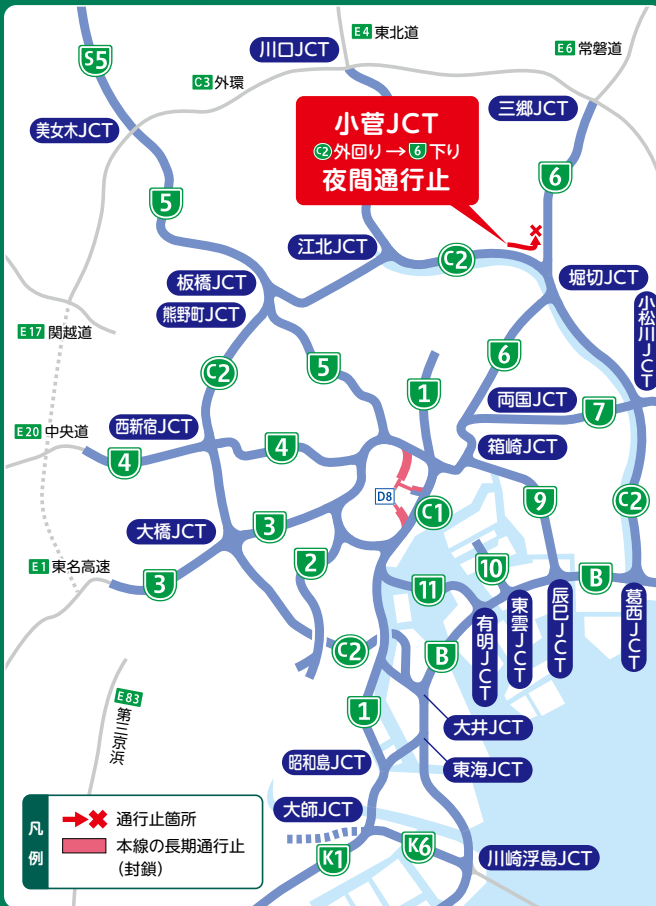 E4 東北道
川口JCT
S5
E6 常磐道
C3 外環
三郷JCT
美女木JCT
小菅JCT
C2 外回り→6 下り
夜間通行止
6
5
江北JCT
C2
板橋JCT
堀切JCT
熊野町JCT
小松川JCT
E17 関越道
6
5
C2
1
両国JCT
7
西新宿JCT
E20 中央道
4
4
箱崎JCT
D8
C1
9
C2
大橋JCT
3
2
10
B
E1 東名高速
3
11
有明JCT
東雲JCT
辰巳JCT
葛西JCT
C2
B
E83
第三京浜
1
大井JCT
昭和島JCT
東海JCT
大師JCT
凡例
通行止箇所
本線の長期通行止
(封鎖)
K1
K6
川崎浮島JCT